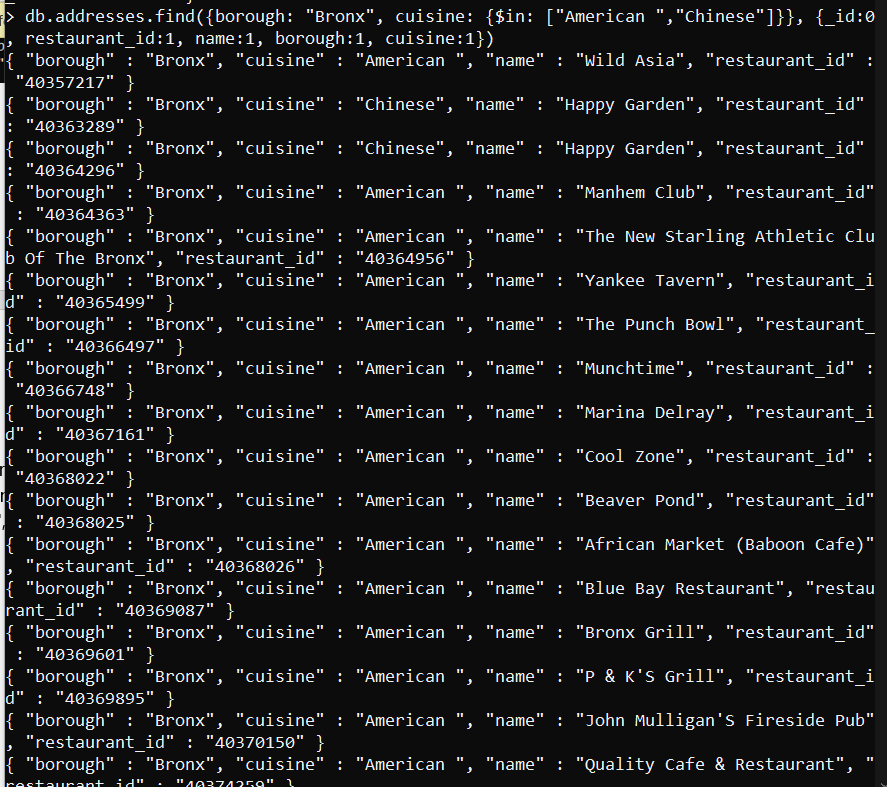 > db.addresses.find({borough: "Bronx", cuisine: {$in: ["American ","Chinese"]}}, {_id:0
, restaurant_id:1, name:1, borough:1, cuisine:1})
{ "borough" : "Bronx", "cuisine" : "American ", "name" : "Wild Asia", "restaurant_id" :
 "40357217" }
{ "borough" : "Bronx", "cuisine" : "Chinese", "name" : "Happy Garden", "restaurant_id"
: "40363289" }
{ "borough" : "Bronx", "cuisine" : "Chinese", "name" : "Happy Garden", "restaurant_id"
: "40364296" }
{ "borough" : "Bronx", "cuisine" : "American ", "name" : "Manhem Club", "restaurant_id"
 : "40364363" }
{ "borough" : "Bronx", "cuisine" : "American ", "name" : "The New Starling Athletic Clu
b Of The Bronx", "restaurant_id" : "40364956" }
{ "borough" : "Bronx", "cuisine" : "American ", "name" : "Yankee Tavern", "restaurant_i
d" : "40365499" }
{ "borough" : "Bronx", "cuisine" : "American ", "name" : "The Punch Bowl", "restaurant_
id" : "40366497" }
{ "borough" : "Bronx", "cuisine" : "American ", "name" : "Munchtime", "restaurant_id" :
 "40366748" }
{ "borough" : "Bronx", "cuisine" : "American ", "name" : "Marina Delray", "restaurant_i
d" : "40367161" }
{ "borough" : "Bronx", "cuisine" : "American ", "name" : "Cool Zone", "restaurant_id" :
 "40368022" }
{ "borough" : "Bronx", "cuisine" : "American ", "name" : "Beaver Pond", "restaurant_id"
 : "40368025" }
{ "borough" : "Bronx", "cuisine" : "American ", "name" : "African Market (Baboon Cafe)"
, "restaurant_id" : "40368026" }
{ "borough" : "Bronx", "cuisine" : "American ", "name" : "Blue Bay Restaurant", "restau
rant_id" : "40369087" }
{ "borough" : "Bronx", "cuisine" : "American ", "name" : "Bronx Grill", "restaurant_id"
 : "40369601" }
{ "borough" : "Bronx", "cuisine" : "American ", "name" : "P & K'S Grill", "restaurant_i
d" : "40369895" }
{ "borough" : "Bronx", "cuisine" : "American ", "name" : "John Mulligan'S Fireside Pub"
, "restaurant_id" : "40370150" }
{ "borough" : "Bronx", "cuisine" : "American ", "name" : "Quality Cafe & Restaurant", "
restaurant_id" : "40374259" }